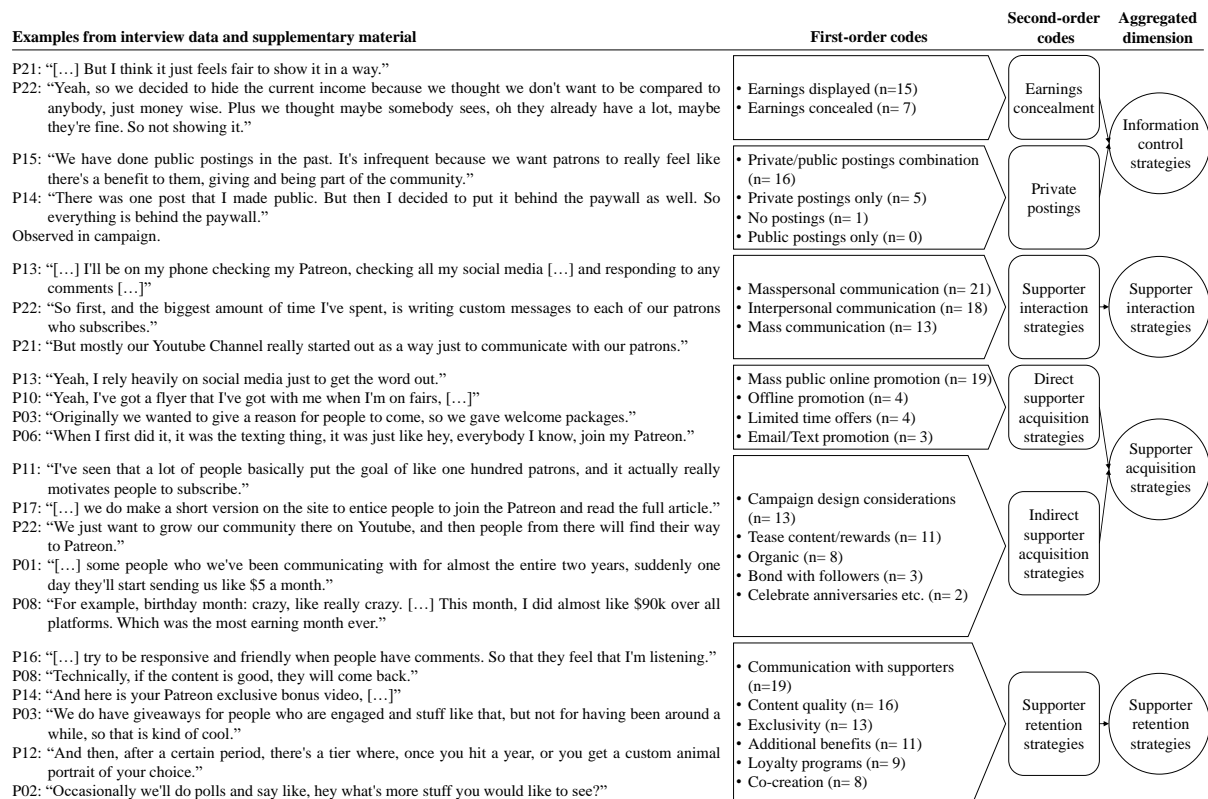 Examples from interview data and supplementary material
First-order codes
Second-order
codes
Aggregated
dimension
P21: “[…] But I think it just feels fair to show it in a way.”
P22: “Yeah, so we decided to hide the current income because we thought we don't want to be compared to
anybody, just money wise. Plus we thought maybe somebody sees, oh they already have a lot, maybe
they're fine. So not showing it.”
• Earnings displayed (n=15)
• Earnings concealed (n= 7)
Earnings
concealment
Information
control
strategies
P15: “We have done public postings in the past. It's infrequent because we want patrons to really feel like
there's a benefit to them, giving and being part of the community.”
P14: “There was one post that I made public. But then I decided to put it behind the paywall as well. So
everything is behind the paywall.”
Observed in campaign.
• Private/public postings combination
(n= 16)
• Private postings only (n= 5)
• No postings (n= 1)
• Public postings only (n= 0)
Private
postings
P13: “[…] I'll be on my phone checking my Patreon, checking all my social media […] and responding to any
comments […]”
P22: “So first, and the biggest amount of time I've spent, is writing custom messages to each of our patrons
who subscribes.”
P21: “But mostly our Youtube Channel really started out as a way just to communicate with our patrons.”
• Masspersonal communication (n= 21)
• Interpersonal communication (n= 18)
• Mass communication (n= 13)
Supporter
interaction
strategies
Supporter
interaction
strategies
P13: “Yeah, I rely heavily on social media just to get the word out.”
P10: “Yeah, I've got a flyer that I've got with me when I'm on fairs, […]”
P03: “Originally we wanted to give a reason for people to come, so we gave welcome packages.”
P06: “When I first did it, it was the texting thing, it was just like hey, everybody I know, join my Patreon.”
• Mass public online promotion (n= 19)
• Offline promotion (n= 4)
• Limited time offers (n= 4)
• Email/Text promotion (n= 3)
Direct
supporter
acquisition
strategies
Supporter
acquisition
strategies
P11: “I've seen that a lot of people basically put the goal of like one hundred patrons, and it actually really
motivates people to subscribe.”
P17: “[…] we do make a short version on the site to entice people to join the Patreon and read the full article.”
P22: “We just want to grow our community there on Youtube, and then people from there will find their way
to Patreon.”
P01: “[…] some people who we've been communicating with for almost the entire two years, suddenly one
day they'll start sending us like $5 a month.”
P08: “For example, birthday month: crazy, like really crazy. […] This month, I did almost like $90k over all
platforms. Which was the most earning month ever.”
• Campaign design considerations
(n= 13)
• Tease content/rewards (n= 11)
• Organic (n= 8)
• Bond with followers (n= 3)
• Celebrate anniversaries etc. (n= 2)
Indirect
supporter
acquisition
strategies
P16: “[…] try to be responsive and friendly when people have comments. So that they feel that I'm listening.”
P08: “Technically, if the content is good, they will come back.”
P14: “And here is your Patreon exclusive bonus video, […]”
P03: “We do have giveaways for people who are engaged and stuff like that, but not for having been around a
while, so that is kind of cool.”
P12: “And then, after a certain period, there's a tier where, once you hit a year, or you get a custom animal
portrait of your choice.”
P02: “Occasionally we'll do polls and say like, hey what's more stuff you would like to see?”
• Communication with supporters
(n=19)
• Content quality (n= 16)
• Exclusivity (n= 13)
• Additional benefits (n= 11)
• Loyalty programs (n= 9)
• Co-creation (n= 8)
Supporter
retention
strategies
Supporter
retention
strategies